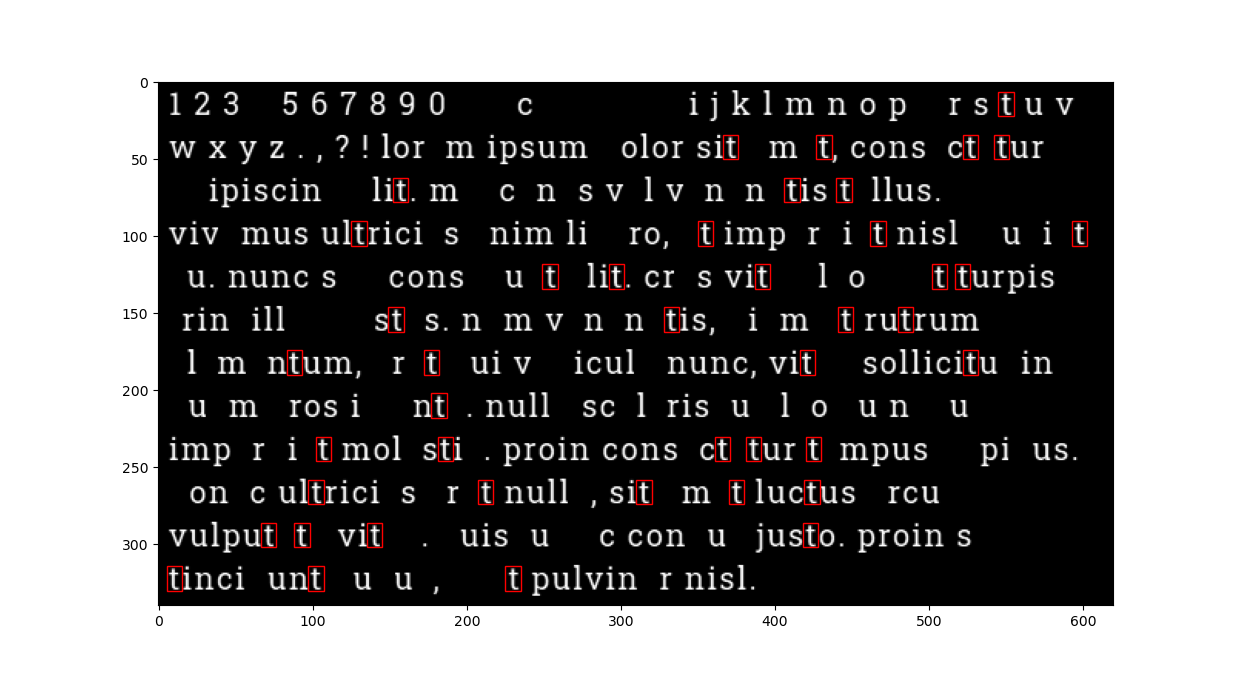 0
50
100
150
200
250
300
1 2 3 5 6 7 8 9 0 c i j k l m n o p r s t u v
w x y z . , ? ! lor m ipsum olor sit m t, cons ct tur
ipiscin lit. m c n s v l v n n tis t llus.
viv mus ultrici s nim li ro, t imp r i t nisl u i t
u. nunc s cons u t lit. cr s vit l o t turpis
rin ill st s. n m v n n tis, i m t rutrum
l m ntum, r t ui v icul nunc, vit sollicitu in
u m ros i nt . null sc l ris u l o u n u
imp r i t mol sti . proin cons ct tur t mpus pi us.
on c ultrici s r t null , sit m t luctus rcu
vulput t vit . uis u c con u justo. proin s
tinci unt u u , t pulvin r nisl.
0 100 200 300 400 500 600